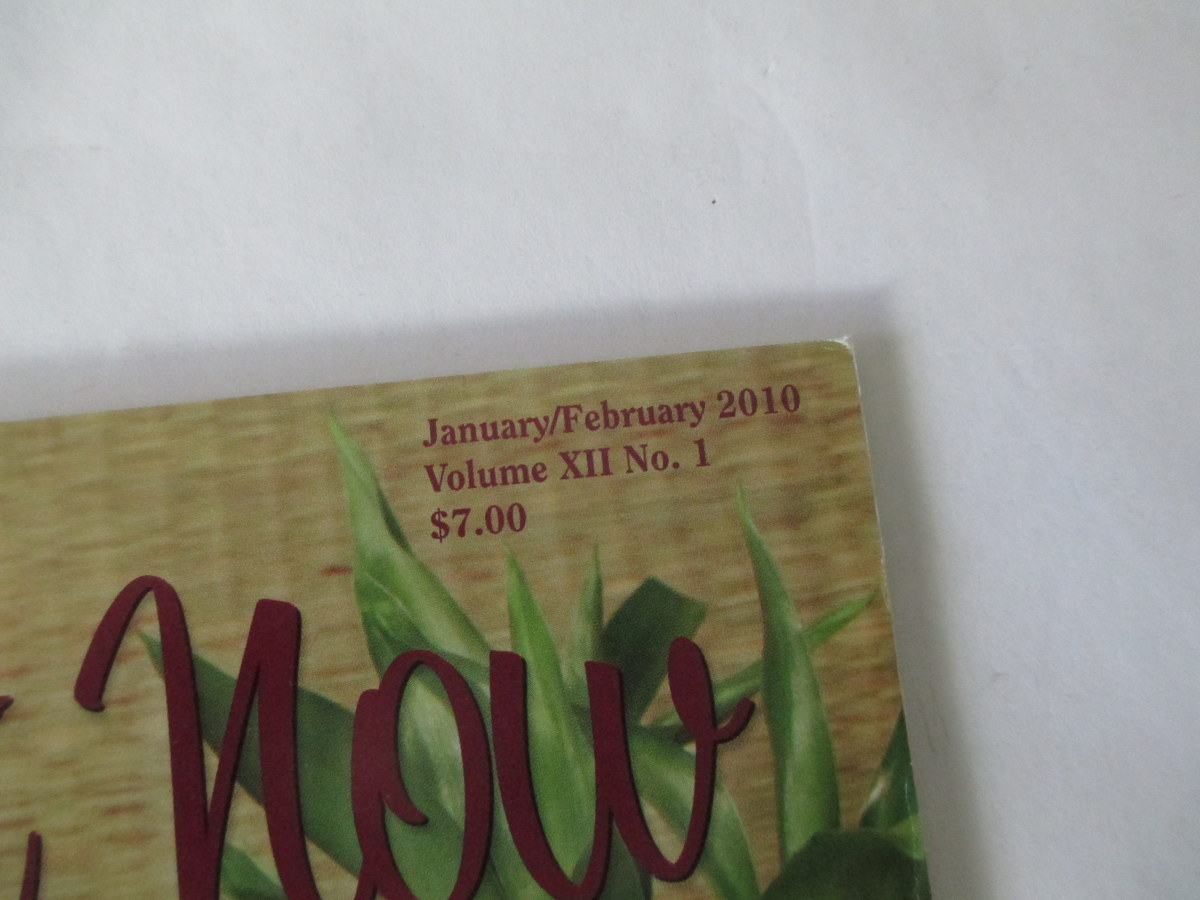 January/February 2010
Volume XII No. 1
$7.00
Now